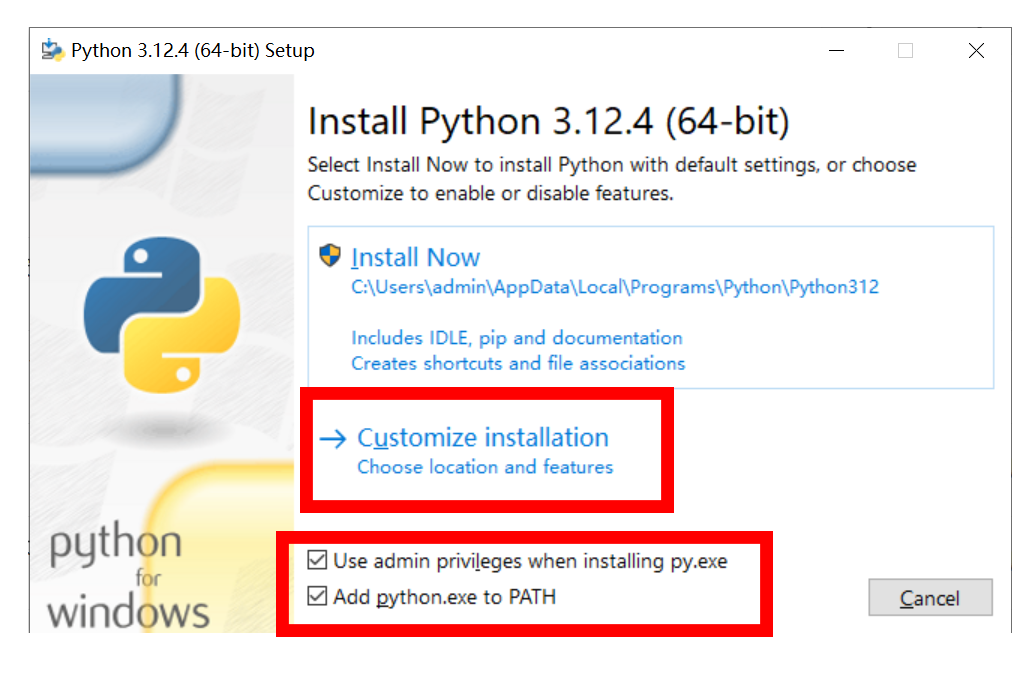 Python 3.12.4 (64-bit) Setup
Install Python 3.12.4 (64-bit)
Select Install Now to install Python with default settings, or choose
Customize to enable or disable features.
Install Now
C:\Users\admin\AppData\Local\Programs\Python\Python312
Includes IDLE, pip and documentation
Creates shortcuts and file associations
Customize installation
Choose location and features
Use admin privileges when installing py.exe
Add python.exe to PATH
Cancel
python
for
windows